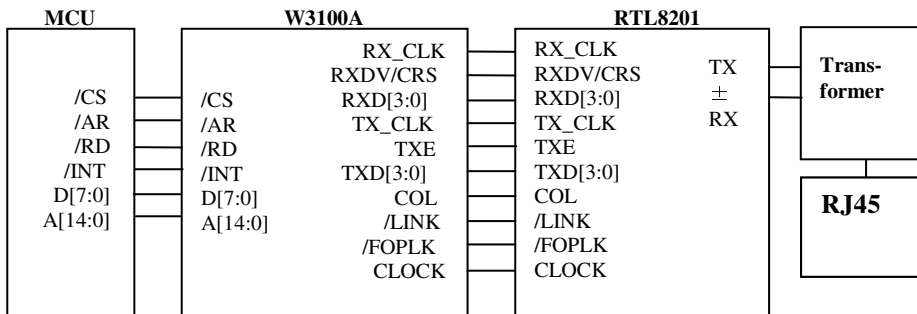 MCU
W3100A
RTL8201
/CS
/AR
/RD
/INT
D[7:0]
A[14:0]
/CS
/AR
/RD
/INT
D[7:0]
A[14:0]
RX_CLK
RXDV/CRS
RXD[3:0]
TX_CLK
TXE
TXD[3:0]
COL
/LINK
/FOPLK
CLOCK
RX_CLK
RXDV/CRS
RXD[3:0]
TX_CLK
TXE
TXD[3:0]
COL
/LINK
/FOPLK
CLOCK
TX
±
RX
Trans-
former
RJ45